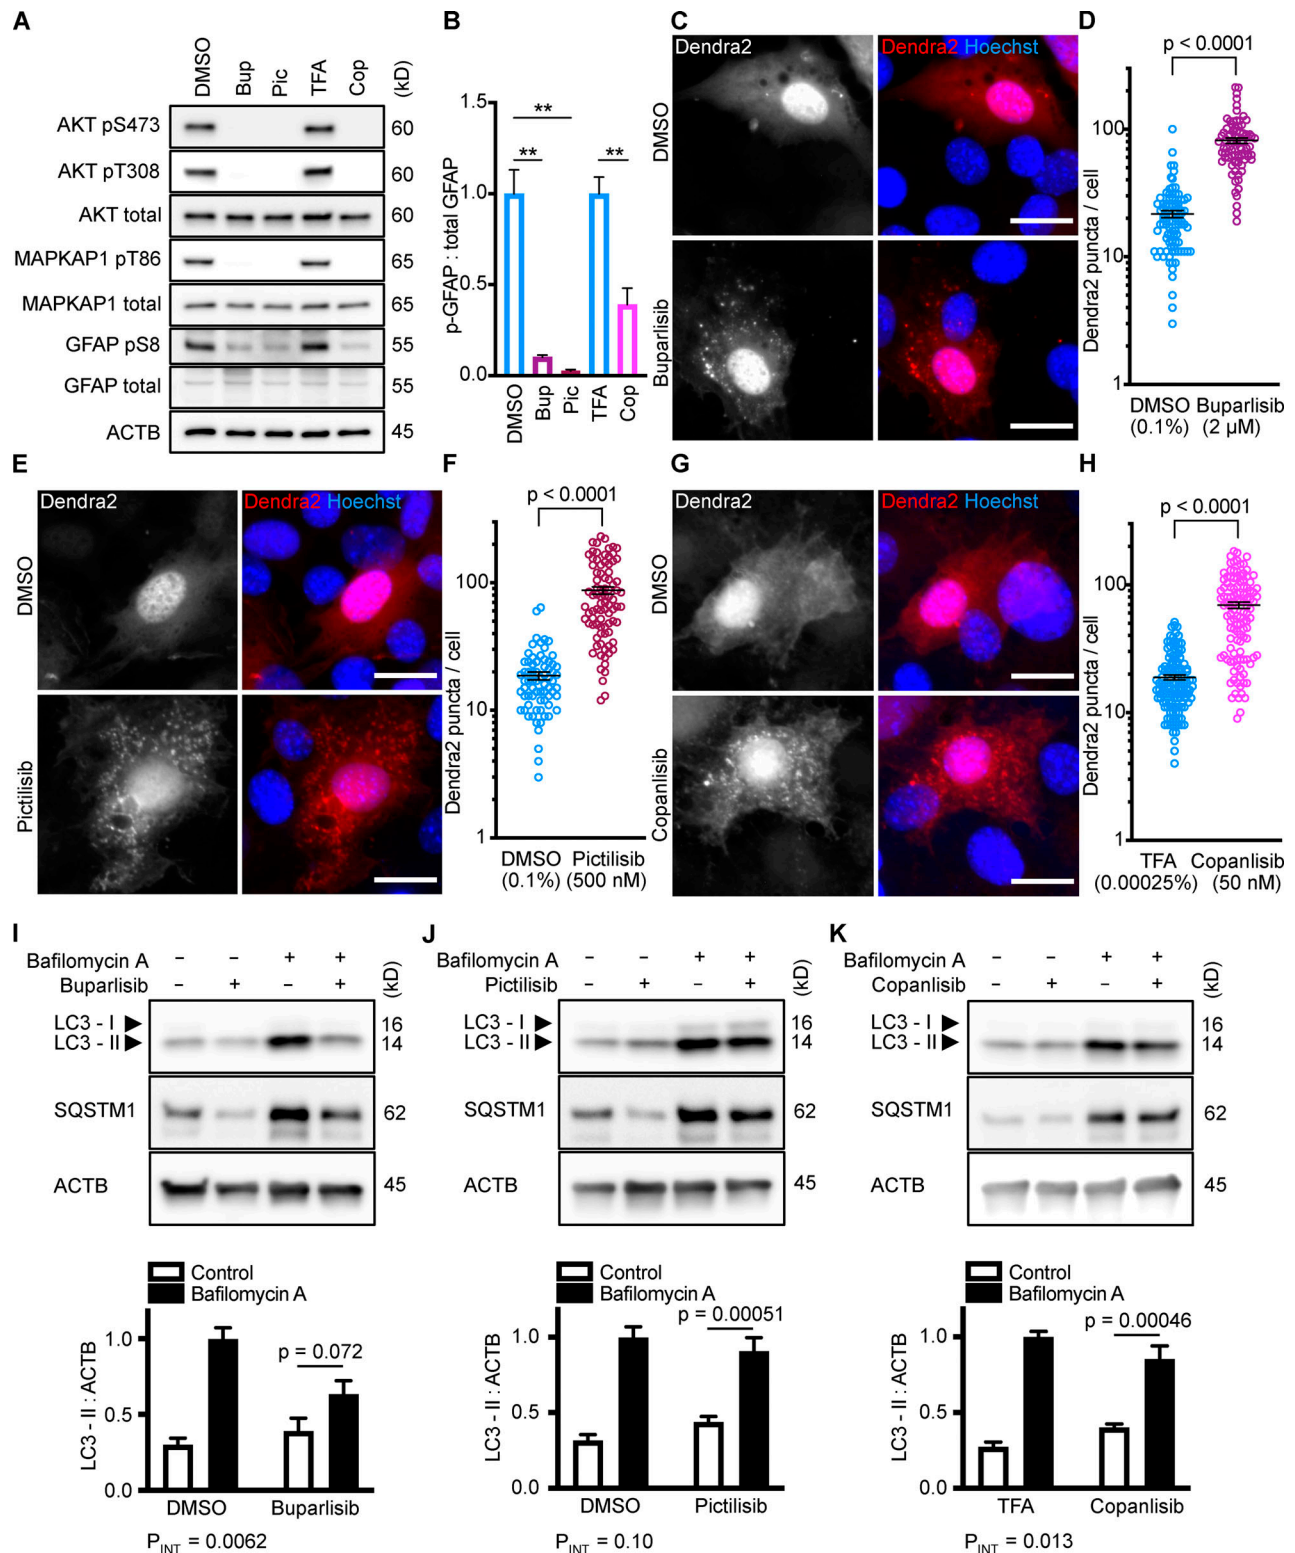 A
DMSO
Bup
Pic
TFA
Cop
(kD)
AKT pS473
60
AKT pT308
60
AKT total
60
MAPKAP1 pT86
65
MAPKAP1 total
65
GFAP pS8
55
GFAP total
55
ACTB
45
B
p-GFAP : total GFAP
1.5
1.0
0.5
0.0
**
** **
DMSO
Bup
Pic
TFA
Cop
C
Dendra2
Dendra2 Hoechst
DMSO
Buparlisib
D
p < 0.0001
Dendra2 puncta / cell
100
10
1
DMSO Buparlisib
(0.1%) (2 µM)
E
Dendra2
Dendra2 Hoechst
DMSO
Pictilisib
F
p < 0.0001
Dendra2 puncta / cell
100
10
1
DMSO Pictilisib
(0.1%) (500 nM)
G
Dendra2
Dendra2 Hoechst
DMSO
Copanlisib
H
p < 0.0001
Dendra2 puncta / cell
100
10
1
TFA Copanlisib
(0.00025%) (50 nM)
I
Bafilomycin A − − + +
Buparlisib − + − +
(kD)
LC3 - I ▶ 16
LC3 - II ▶ 14
SQSTM1 62
ACTB 45
Control
Bafilomycin A
LC3 - II : ACTB
1.0
0.5
0.0
p = 0.072
DMSO Buparlisib
PINT = 0.0062
J
Bafilomycin A − − + +
Pictilisib − + − +
(kD)
LC3 - I ▶ 16
LC3 - II ▶ 14
SQSTM1 62
ACTB 45
Control
Bafilomycin A
LC3 - II : ACTB
1.0
0.5
0.0
p = 0.00051
DMSO Pictilisib
PINT = 0.10
K
Bafilomycin A − − + +
Copanlisib − + − +
(kD)
LC3 - I ▶ 16
LC3 - II ▶ 14
SQSTM1 62
ACTB 45
Control
Bafilomycin A
LC3 - II : ACTB
1.0
0.5
0.0
p = 0.00046
TFA Copanlisib
PINT = 0.013